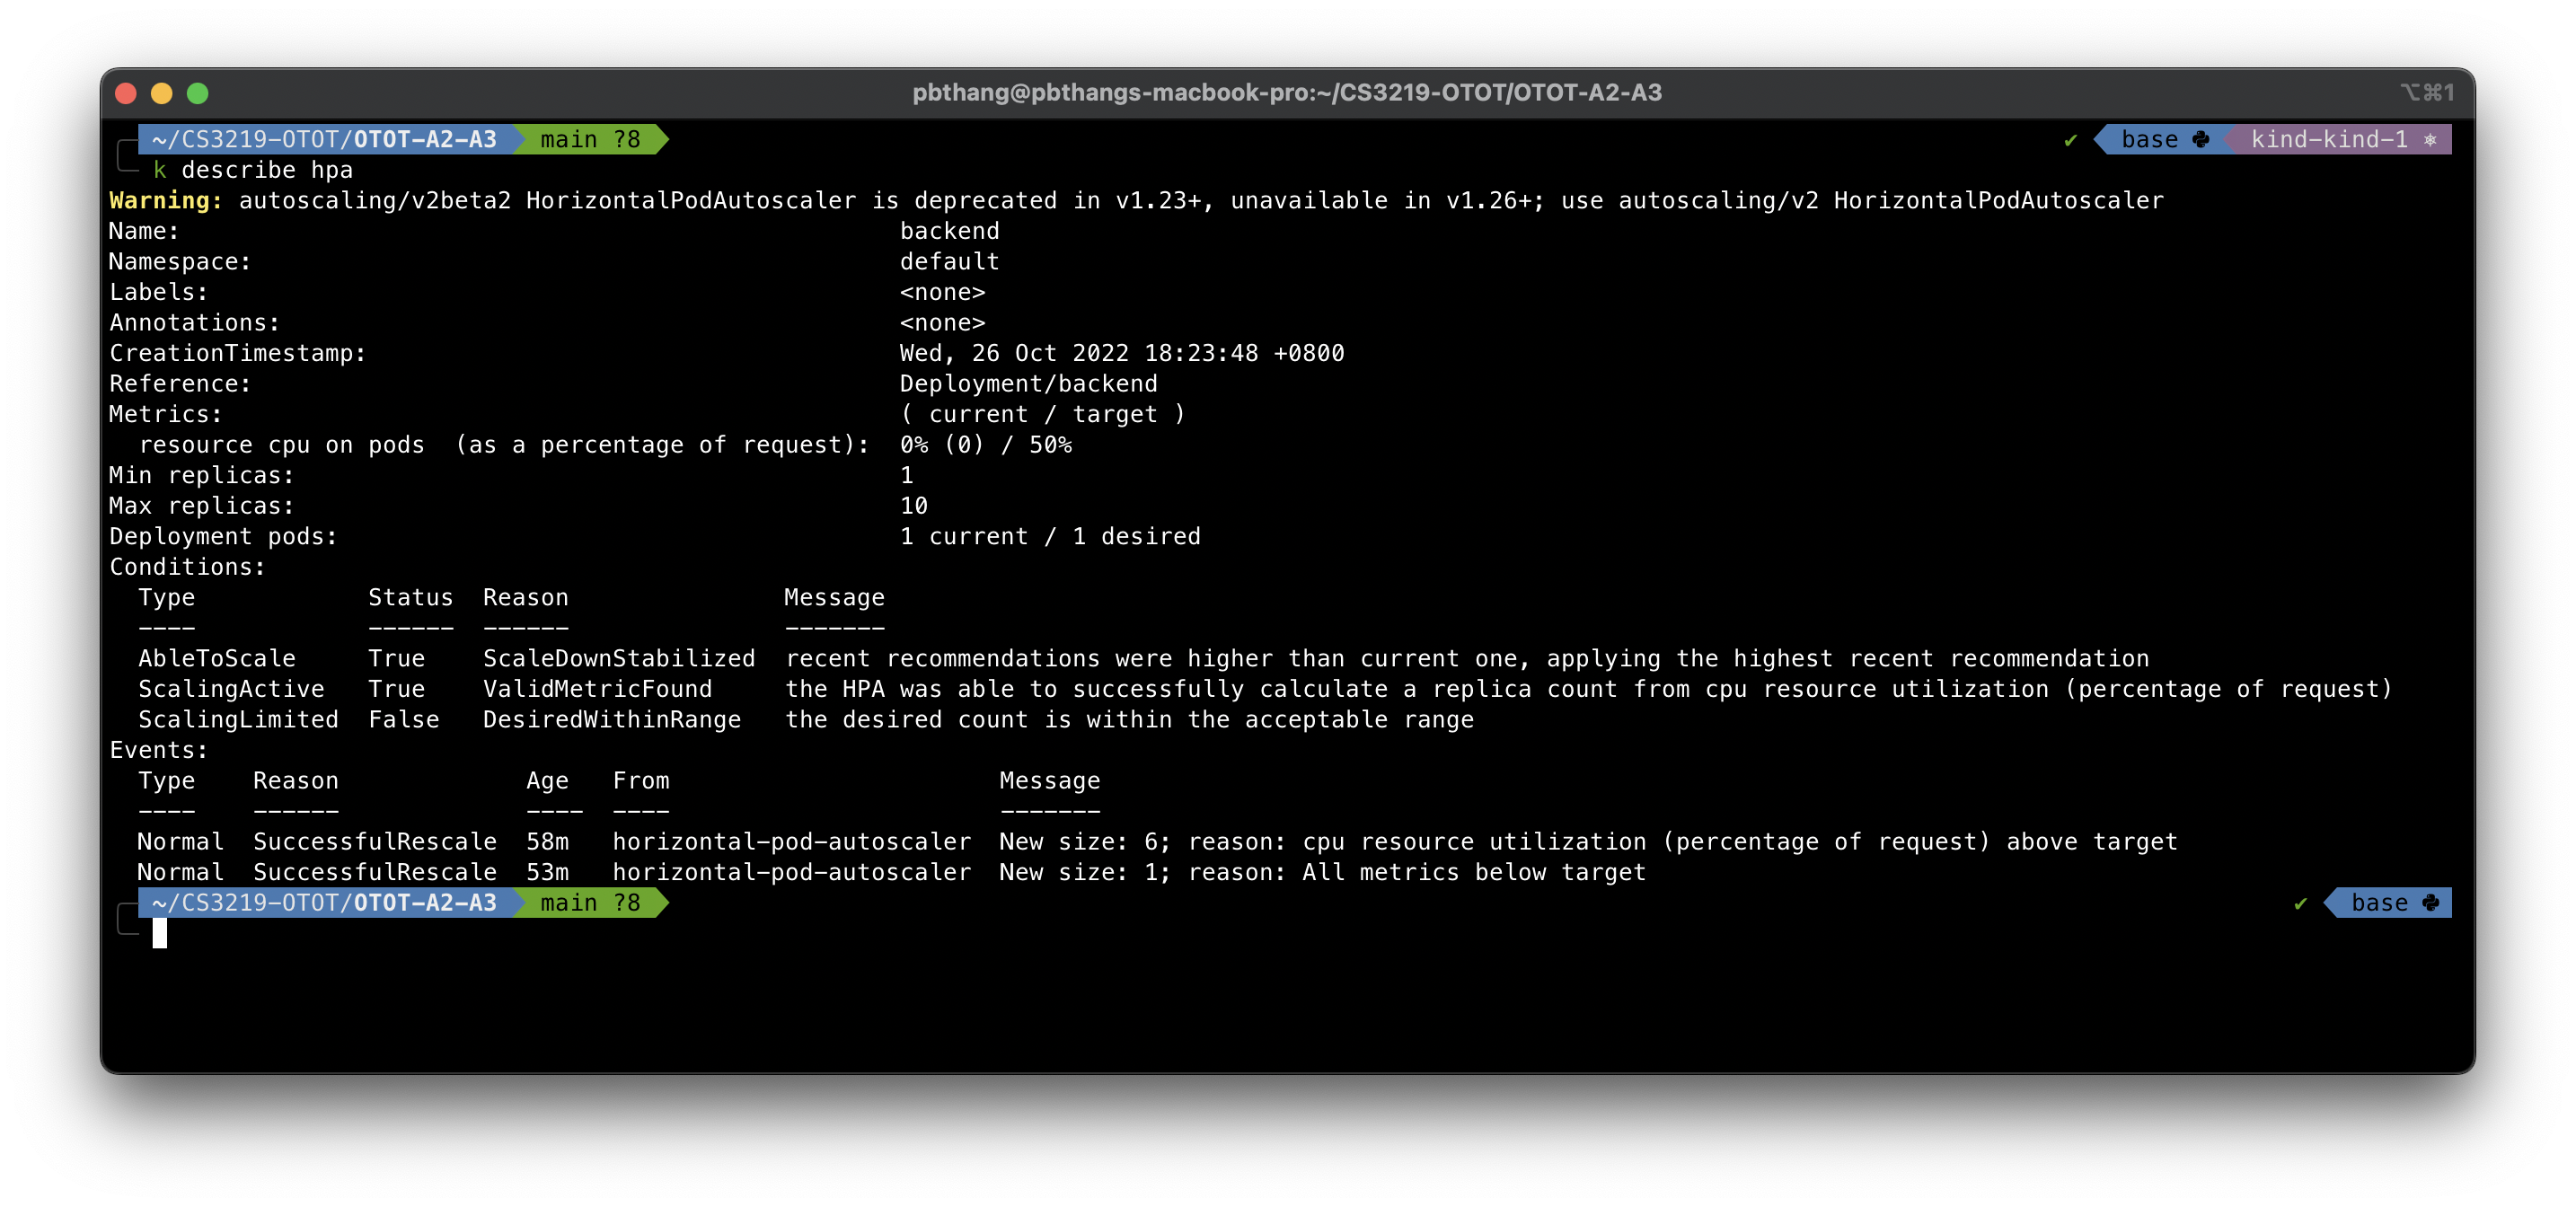 pbthang@pbthangs-macbook-pro:~/CS3219-OTOT/OTOT-A2-A3 ⌥⌘1
~/CS3219-OTOT/OTOT-A2-A3 main ?8 ✔ base kind-kind-1 ⎈
k describe hpa
Warning: autoscaling/v2beta2 HorizontalPodAutoscaler is deprecated in v1.23+, unavailable in v1.26+; use autoscaling/v2 HorizontalPodAutoscaler
Name: backend
Namespace: default
Labels: <none>
Annotations: <none>
CreationTimestamp: Wed, 26 Oct 2022 18:23:48 +0800
Reference: Deployment/backend
Metrics: ( current / target )
resource cpu on pods  (as a percentage of request): 0% (0) / 50%
Min replicas: 1
Max replicas: 10
Deployment pods: 1 current / 1 desired
Conditions:
Type Status Reason Message
---- ------ ------ -------
AbleToScale True ScaleDownStabilized recent recommendations were higher than current one, applying the highest recent recommendation
ScalingActive True ValidMetricFound the HPA was able to successfully calculate a replica count from cpu resource utilization (percentage of request)
ScalingLimited False DesiredWithinRange the desired count is within the acceptable range
Events:
Type Reason Age From Message
---- ------ ---- ---- -------
Normal SuccessfulRescale 58m horizontal-pod-autoscaler New size: 6; reason: cpu resource utilization (percentage of request) above target
Normal SuccessfulRescale 53m horizontal-pod-autoscaler New size: 1; reason: All metrics below target
~/CS3219-OTOT/OTOT-A2-A3 main ?8 ✔ base